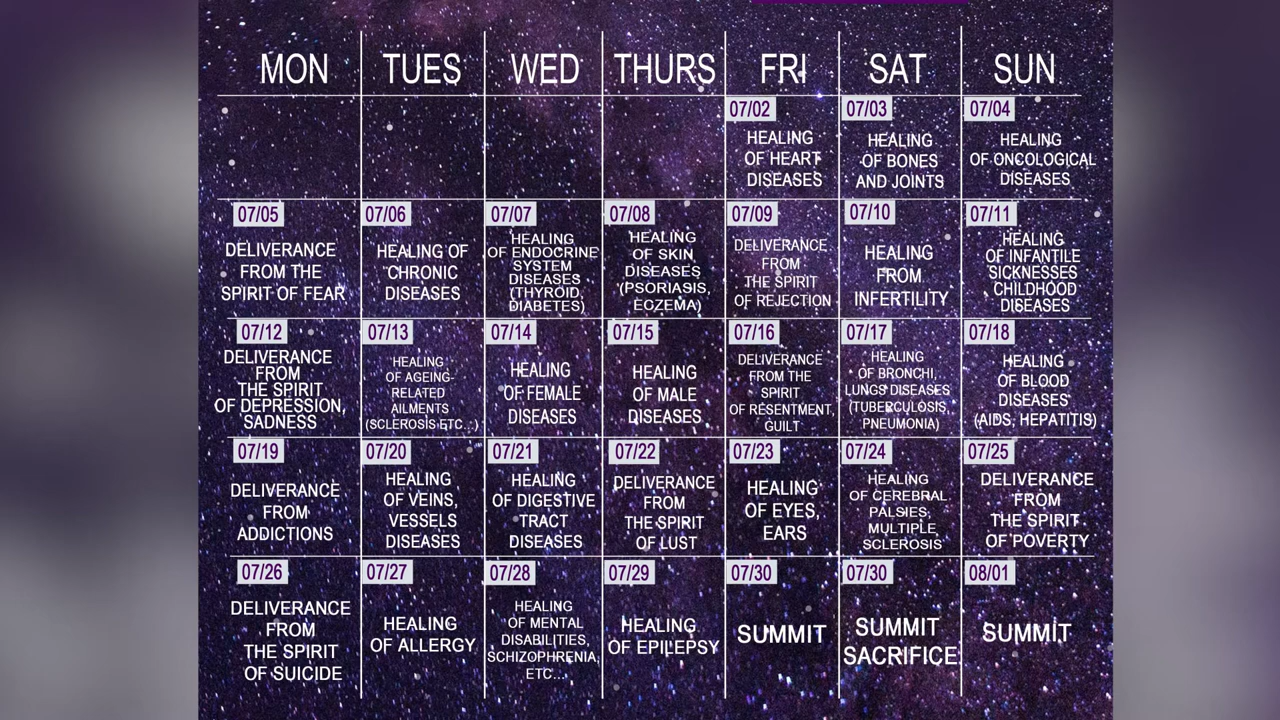 MON TUES WED THURS FRI SAT SUN
07/02
HEALING
OF HEART
DISEASES
07/03
HEALING
OF BONES
AND JOINTS
07/04
HEALING
OF ONCOLOGICAL
DISEASES
07/05
DELIVERANCE
FROM THE
SPIRIT OF FEAR
07/06
HEALING OF
CHRONIC
DISEASES
07/07
HEALING
OF ENDOCRINE
SYSTEM
DISEASES
(THYROID,
DIABETES)
07/08
HEALING
OF SKIN
DISEASES
(PSORIASIS,
ECZEMA)
07/09
DELIVERANCE
FROM
THE SPIRIT
OF REJECTION
07/10
HEALING
FROM
INFERTILITY
07/11
HEALING
OF INFANTILE
SICKNESSES
CHILDHOOD
DISEASES
07/12
DELIVERANCE
FROM
THE SPIRIT
OF DEPRESSION,
SADNESS
07/13
HEALING
OF AGEING-
RELATED
AILMENTS
(SCLEROSIS ETC...)
07/14
HEALING
OF FEMALE
DISEASES
07/15
HEALING
OF MALE
DISEASES
07/16
DELIVERANCE
FROM THE
SPIRIT
OF RESENTMENT,
GUILT
07/17
HEALING
OF BRONCHI,
LUNGS DISEASES
(TUBERCULOSIS,
PNEUMONIA)
07/18
HEALING
OF BLOOD
DISEASES
(AIDS, HEPATITIS)
07/19
DELIVERANCE
FROM
ADDICTIONS
07/20
HEALING
OF VEINS,
VESSELS
DISEASES
07/21
HEALING
OF DIGESTIVE
TRACT
DISEASES
07/22
DELIVERANCE
FROM
THE SPIRIT
OF LUST
07/23
HEALING
OF EYES,
EARS
07/24
HEALING
OF CEREBRAL
PALSIES,
MULTIPLE
SCLEROSIS
07/25
DELIVERANCE
FROM
THE SPIRIT
OF POVERTY
07/26
DELIVERANCE
FROM
THE SPIRIT
OF SUICIDE
07/27
HEALING
OF ALLERGY
07/28
HEALING
OF MENTAL
DISABILITIES,
SCHIZOPHRENIA,
ETC...
07/29
HEALING
OF EPILEPSY
07/30
SUMMIT
07/30
SUMMIT
SACRIFICE
08/01
SUMMIT